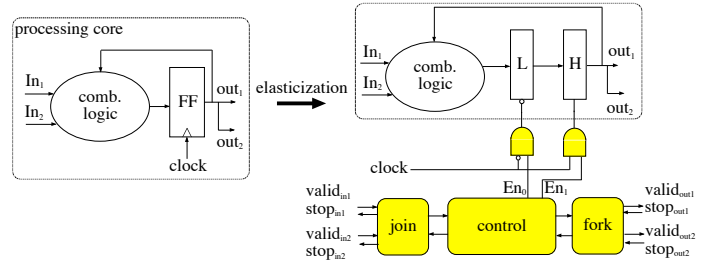 processing core
In1
In2
comb.
logic
FF
out1
out2
clock
elasticization
In1
In2
comb.
logic
L
H
out1
out2
clock
En0
En1
validin1
stopin1
validin2
stopin2
join
control
fork
validout1
stopout1
validout2
stopout2